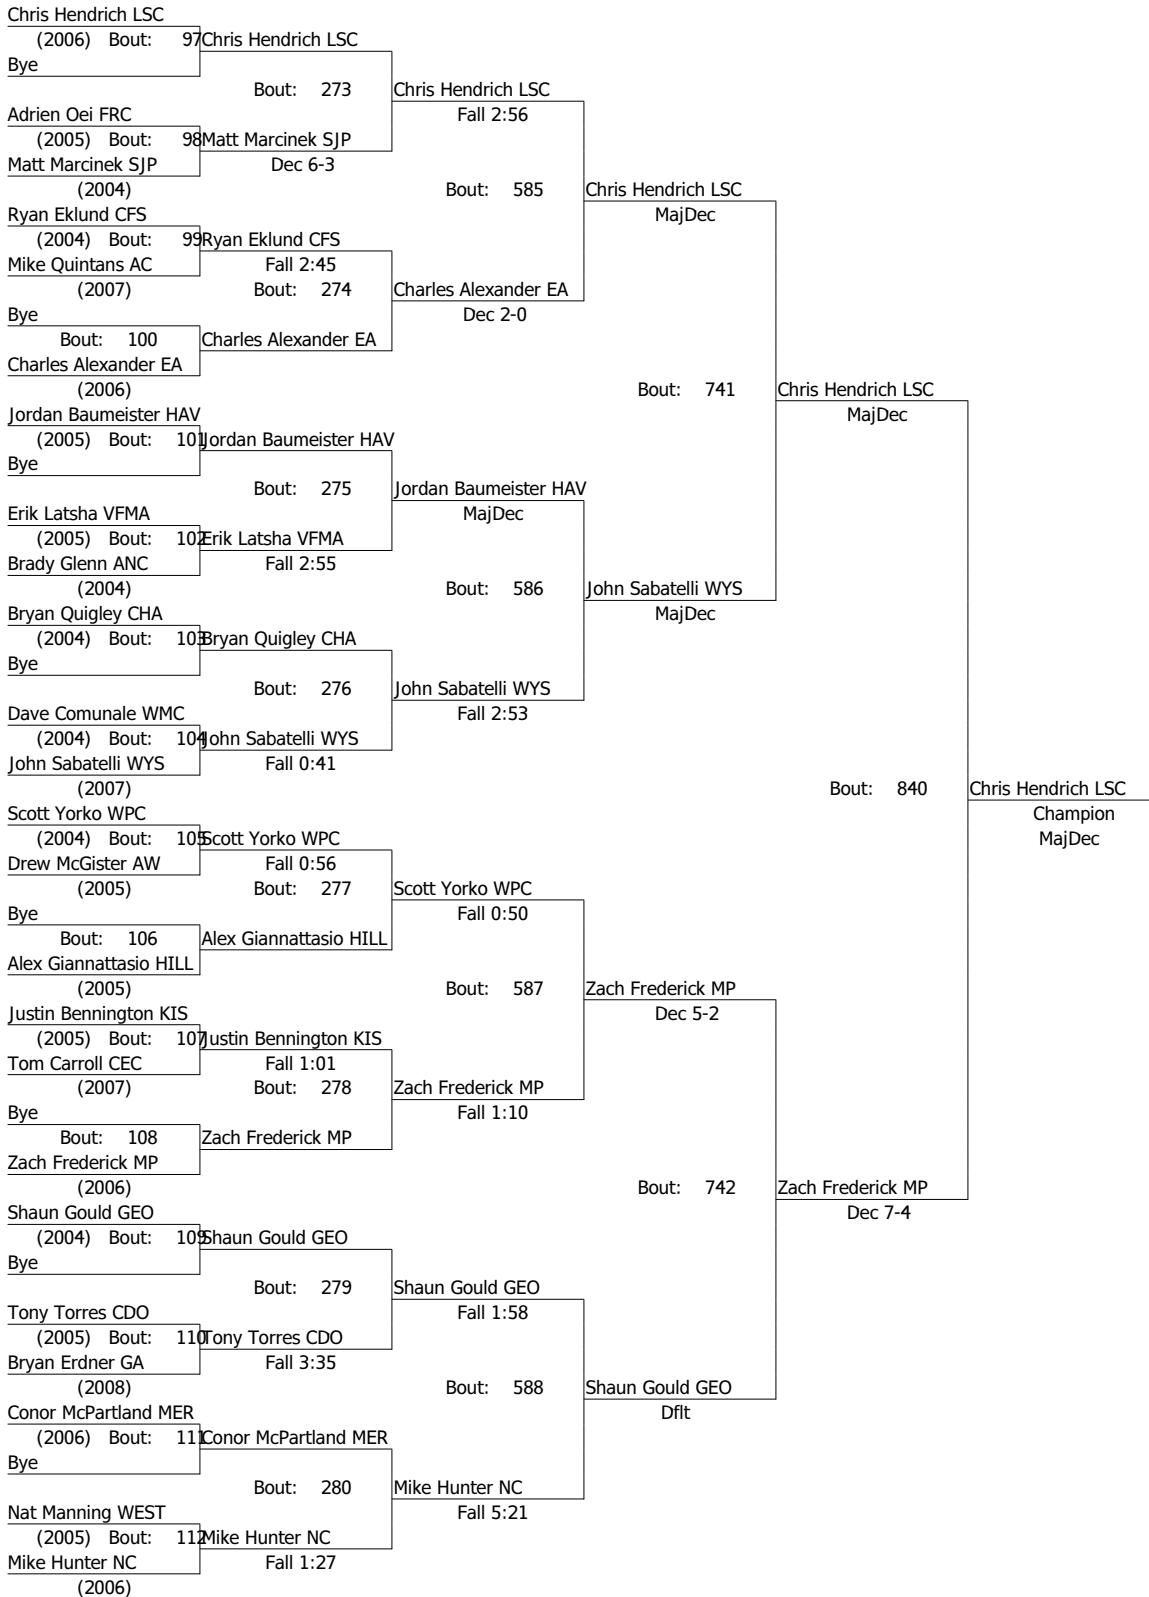 Chris Hendrich LSC
(2006) Bout: 97 Chris Hendrich LSC
Bye
Bout: 273 Chris Hendrich LSC
Adrien Oei FRC Fall 2:56
(2005) Bout: 98 Matt Marcinek SJP
Matt Marcinek SJP Dec 6-3
(2004) Bout: 585 Chris Hendrich LSC
Ryan Eklund CFS MajDec
(2004) Bout: 99 Ryan Eklund CFS
Mike Quintans AC Fall 2:45
(2007) Bout: 274 Charles Alexander EA
Bye Dec 2-0
Bout: 100 Charles Alexander EA
Charles Alexander EA
(2006) Bout: 741 Chris Hendrich LSC
Jordan Baumeister HAV MajDec
(2005) Bout: 101 Jordan Baumeister HAV
Bye
Bout: 275 Jordan Baumeister HAV
Erik Latsha VFMA MajDec
(2005) Bout: 102 Erik Latsha VFMA
Brady Glenn ANC Fall 2:55
(2004) Bout: 586 John Sabatelli WYS
Bryan Quigley CHA MajDec
(2004) Bout: 103 Bryan Quigley CHA
Bye
Bout: 276 John Sabatelli WYS
Dave Comunale WMC Fall 2:53
(2004) Bout: 104 John Sabatelli WYS
John Sabatelli WYS Fall 0:41
(2007) Bout: 840 Chris Hendrich LSC
Scott Yorko WPC Champion
(2004) Bout: 105 Scott Yorko WPC MajDec
Drew McGister AW Fall 0:56
(2005) Bout: 277 Scott Yorko WPC
Bye Fall 0:50
Bout: 106 Alex Giannattasio HILL
Alex Giannattasio HILL
(2005) Bout: 587 Zach Frederick MP
Justin Bennington KIS Dec 5-2
(2005) Bout: 107 Justin Bennington KIS
Tom Carroll CEC Fall 1:01
(2007) Bout: 278 Zach Frederick MP
Bye Fall 1:10
Bout: 108 Zach Frederick MP
Zach Frederick MP
(2006) Bout: 742 Zach Frederick MP
Shaun Gould GEO Dec 7-4
(2004) Bout: 109 Shaun Gould GEO
Bye
Bout: 279 Shaun Gould GEO
Tony Torres CDO Fall 1:58
(2005) Bout: 110 Tony Torres CDO
Bryan Erdner GA Fall 3:35
(2008) Bout: 588 Shaun Gould GEO
Conor McPartland MER Dflt
(2006) Bout: 111 Conor McPartland MER
Bye
Bout: 280 Mike Hunter NC
Nat Manning WEST Fall 5:21
(2005) Bout: 112 Mike Hunter NC
Mike Hunter NC Fall 1:27
(2006)